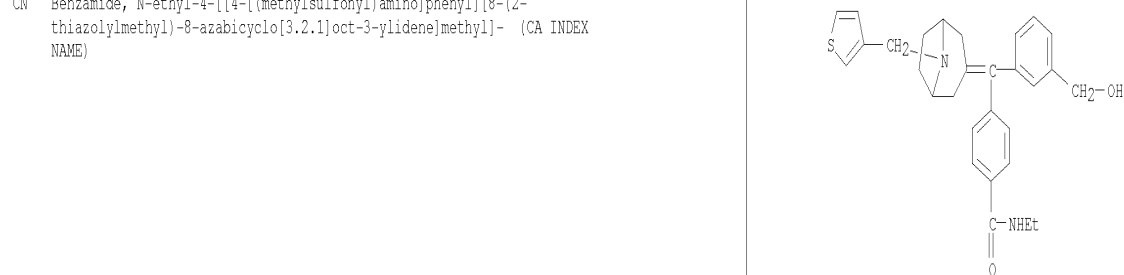 CN Benzamide, N-ethyl-4-[[4-[(methylsulfonyl)amino]phenyl][8-(2-
thiazolylmethyl)-8-azabicyclo[3.2.1]oct-3-ylidene]methyl]- (CA INDEX
NAME)
S
CH2
N
C
CH2-OH
C-NHEt
O